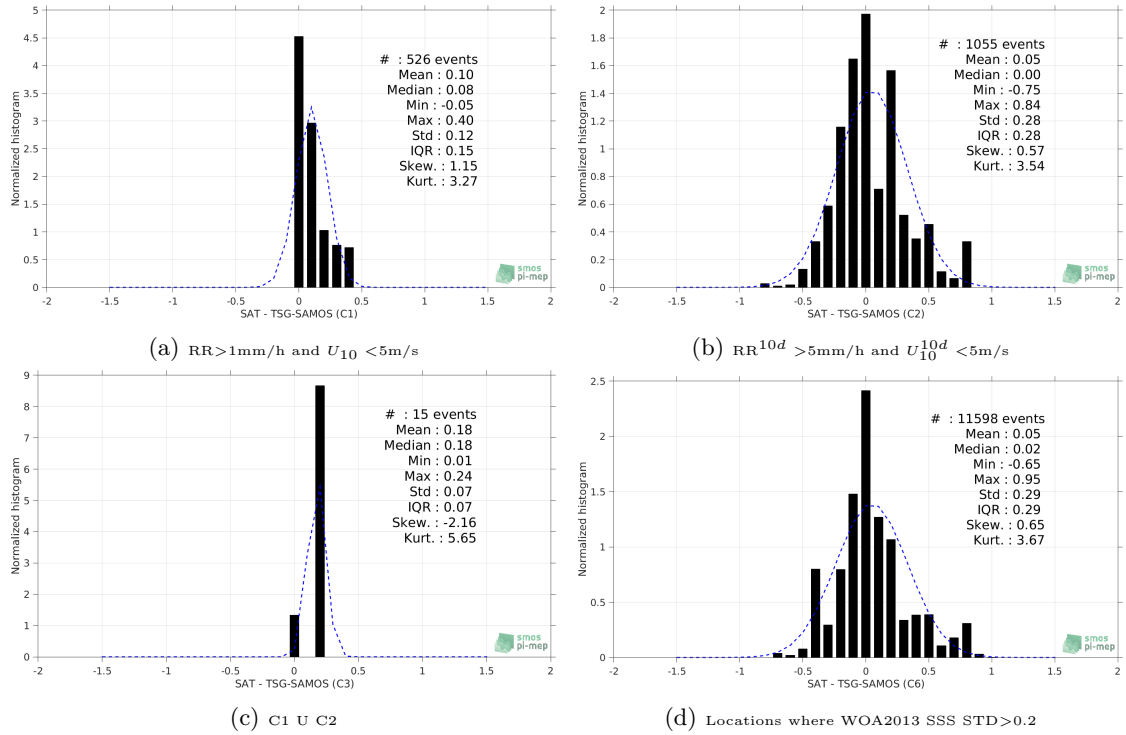 5
4.5
4
3.5
3
2.5
2
1.5
1
0.5
0
-2 -1.5 -1 -0.5 0 0.5 1 1.5 2
Normalized histogram
SAT - TSG-SAMOS (C1)
# : 526 events
Mean : 0.10
Median : 0.08
Min : -0.05
Max : 0.40
Std : 0.12
IQR : 0.15
Skew. : 1.15
Kurt. : 3.27
smos
pi-mep
(a) RR>1mm/h and U10 <5m/s
2
1.8
1.6
1.4
1.2
1
0.8
0.6
0.4
0.2
0
-2 -1.5 -1 -0.5 0 0.5 1 1.5 2
Normalized histogram
SAT - TSG-SAMOS (C2)
# : 1055 events
Mean : 0.05
Median : 0.00
Min : -0.75
Max : 0.84
Std : 0.28
IQR : 0.28
Skew. : 0.57
Kurt. : 3.54
smos
pi-mep
(b) RR^10d >5mm/h and U10^10d <5m/s
9
8
7
6
5
4
3
2
1
0
-2 -1.5 -1 -0.5 0 0.5 1 1.5 2
Normalized histogram
SAT - TSG-SAMOS (C3)
# : 15 events
Mean : 0.18
Median : 0.18
Min : 0.01
Max : 0.24
Std : 0.07
IQR : 0.07
Skew. : -2.16
Kurt. : 5.65
smos
pi-mep
(c) C1 U C2
2.5
2
1.5
1
0.5
0
-2 -1.5 -1 -0.5 0 0.5 1 1.5 2
Normalized histogram
SAT - TSG-SAMOS (C6)
# : 11598 events
Mean : 0.05
Median : 0.02
Min : -0.65
Max : 0.95
Std : 0.29
IQR : 0.29
Skew. : 0.65
Kurt. : 3.67
smos
pi-mep
(d) Locations where WOA2013 SSS STD>0.2